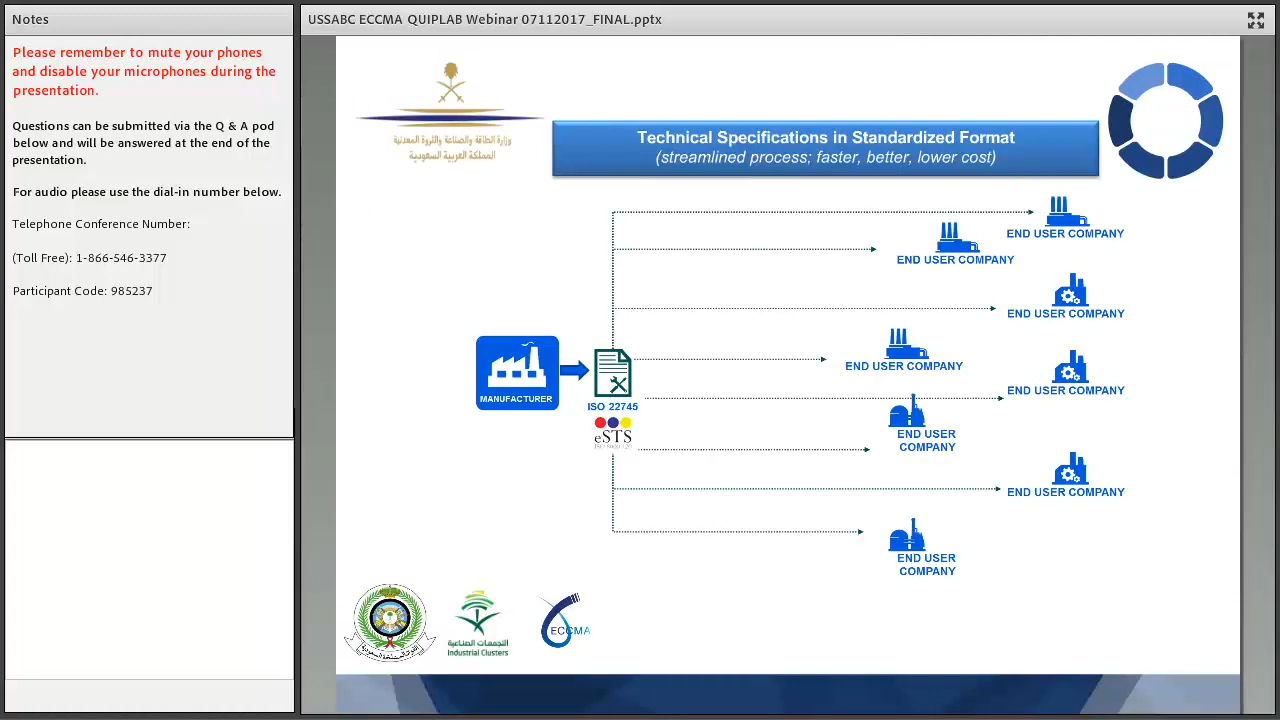 Notes
USSABC ECCMA QUIPLAB Webinar 07112017_FINAL.pptx
Please remember to mute your phones
and disable your microphones during the
presentation.
Questions can be submitted via the Q & A pod
below and will be answered at the end of the
presentation.
For audio please use the dial-in number below.
Telephone Conference Number:
(Toll Free): 1-866-546-3377
Participant Code: 985237
وزارة الطاقة والصناعة والثروة المعدنية
المملكة العربية السعودية
Technical Specifications in Standardized Format
(streamlined process; faster, better, lower cost)
END USER COMPANY
END USER COMPANY
END USER COMPANY
END USER COMPANY
END USER COMPANY
MANUFACTURER
ISO 22745
eSTS
END USER
COMPANY
END USER COMPANY
END USER
COMPANY
التجمعات الصناعية
Industrial Clusters
ECCMA